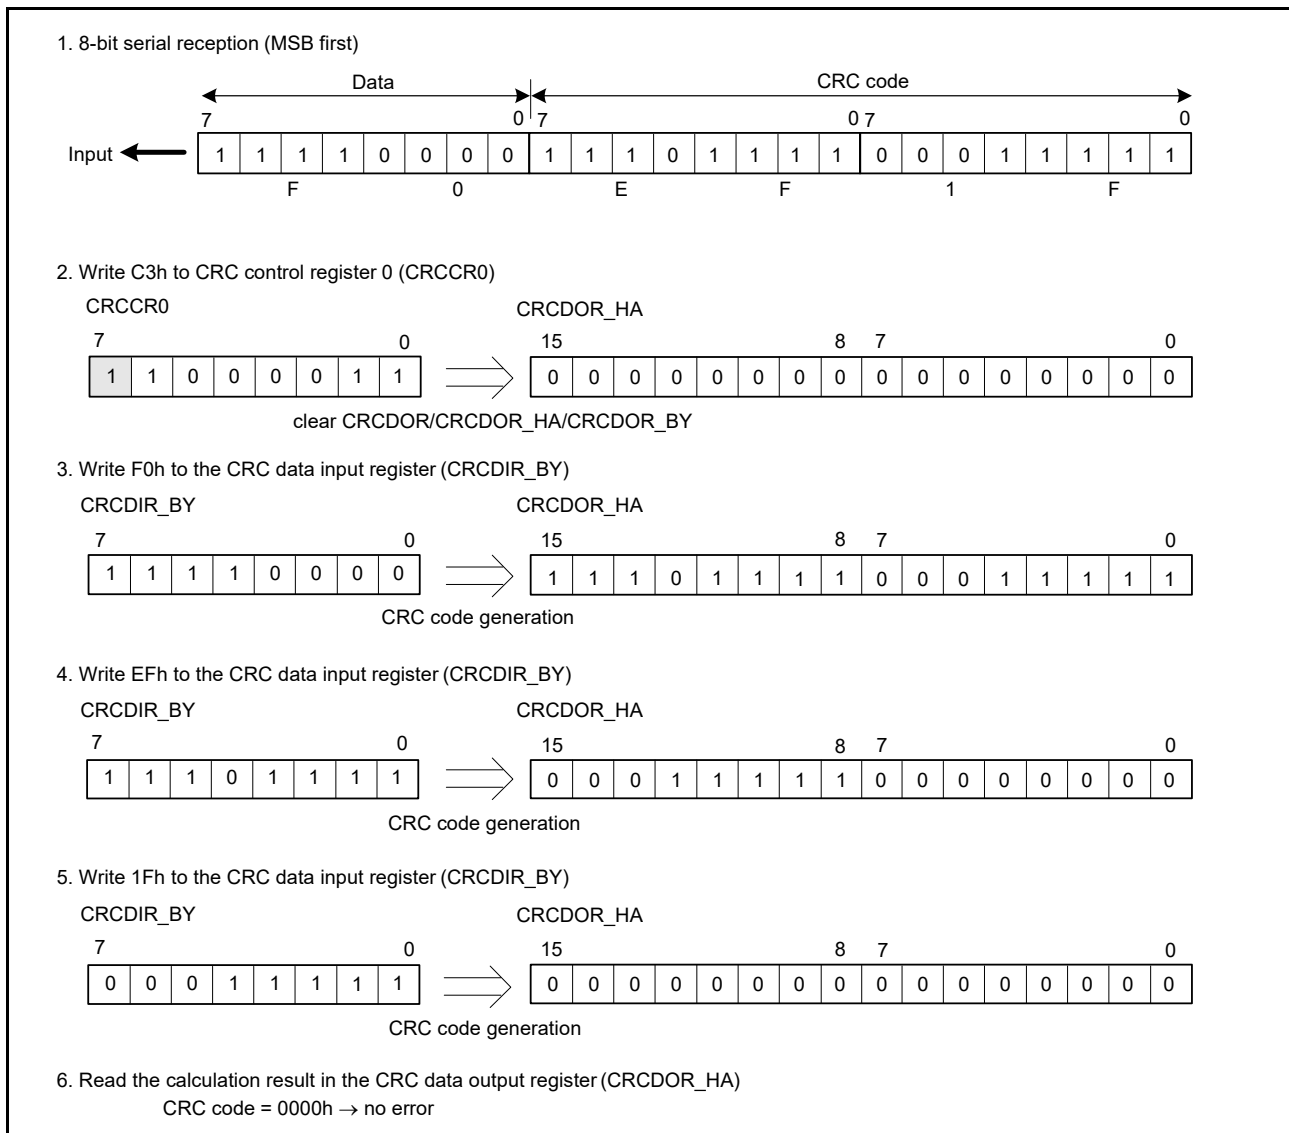 1. 8-bit serial reception (MSB first)
Data CRC code
7 0 7 0 7 0
Input 1 1 1 1 0 0 0 0 1 1 1 0 1 1 1 1 0 0 0 1 1 1 1 1
F 0 E F 1 F
2. Write C3h to CRC control register 0 (CRCCR0)
CRCCR0 CRCDOR_HA
7 0 15 8 7 0
1 1 0 0 0 0 1 1 0 0 0 0 0 0 0 0 0 0 0 0 0 0 0 0
clear CRCDOR/CRCDOR_HA/CRCDOR_BY
3. Write F0h to the CRC data input register (CRCDIR_BY)
CRCDIR_BY CRCDOR_HA
7 0 15 8 7 0
1 1 1 1 0 0 0 0 1 1 1 0 1 1 1 1 0 0 0 1 1 1 1 1
CRC code generation
4. Write EFh to the CRC data input register (CRCDIR_BY)
CRCDIR_BY CRCDOR_HA
7 0 15 8 7 0
1 1 1 0 1 1 1 1 0 0 0 1 1 1 1 1 0 0 0 0 0 0 0 0
CRC code generation
5. Write 1Fh to the CRC data input register (CRCDIR_BY)
CRCDIR_BY CRCDOR_HA
7 0 15 8 7 0
0 0 0 1 1 1 1 1 0 0 0 0 0 0 0 0 0 0 0 0 0 0 0 0
CRC code generation
6. Read the calculation result in the CRC data output register (CRCDOR_HA)
CRC code = 0000h → no error